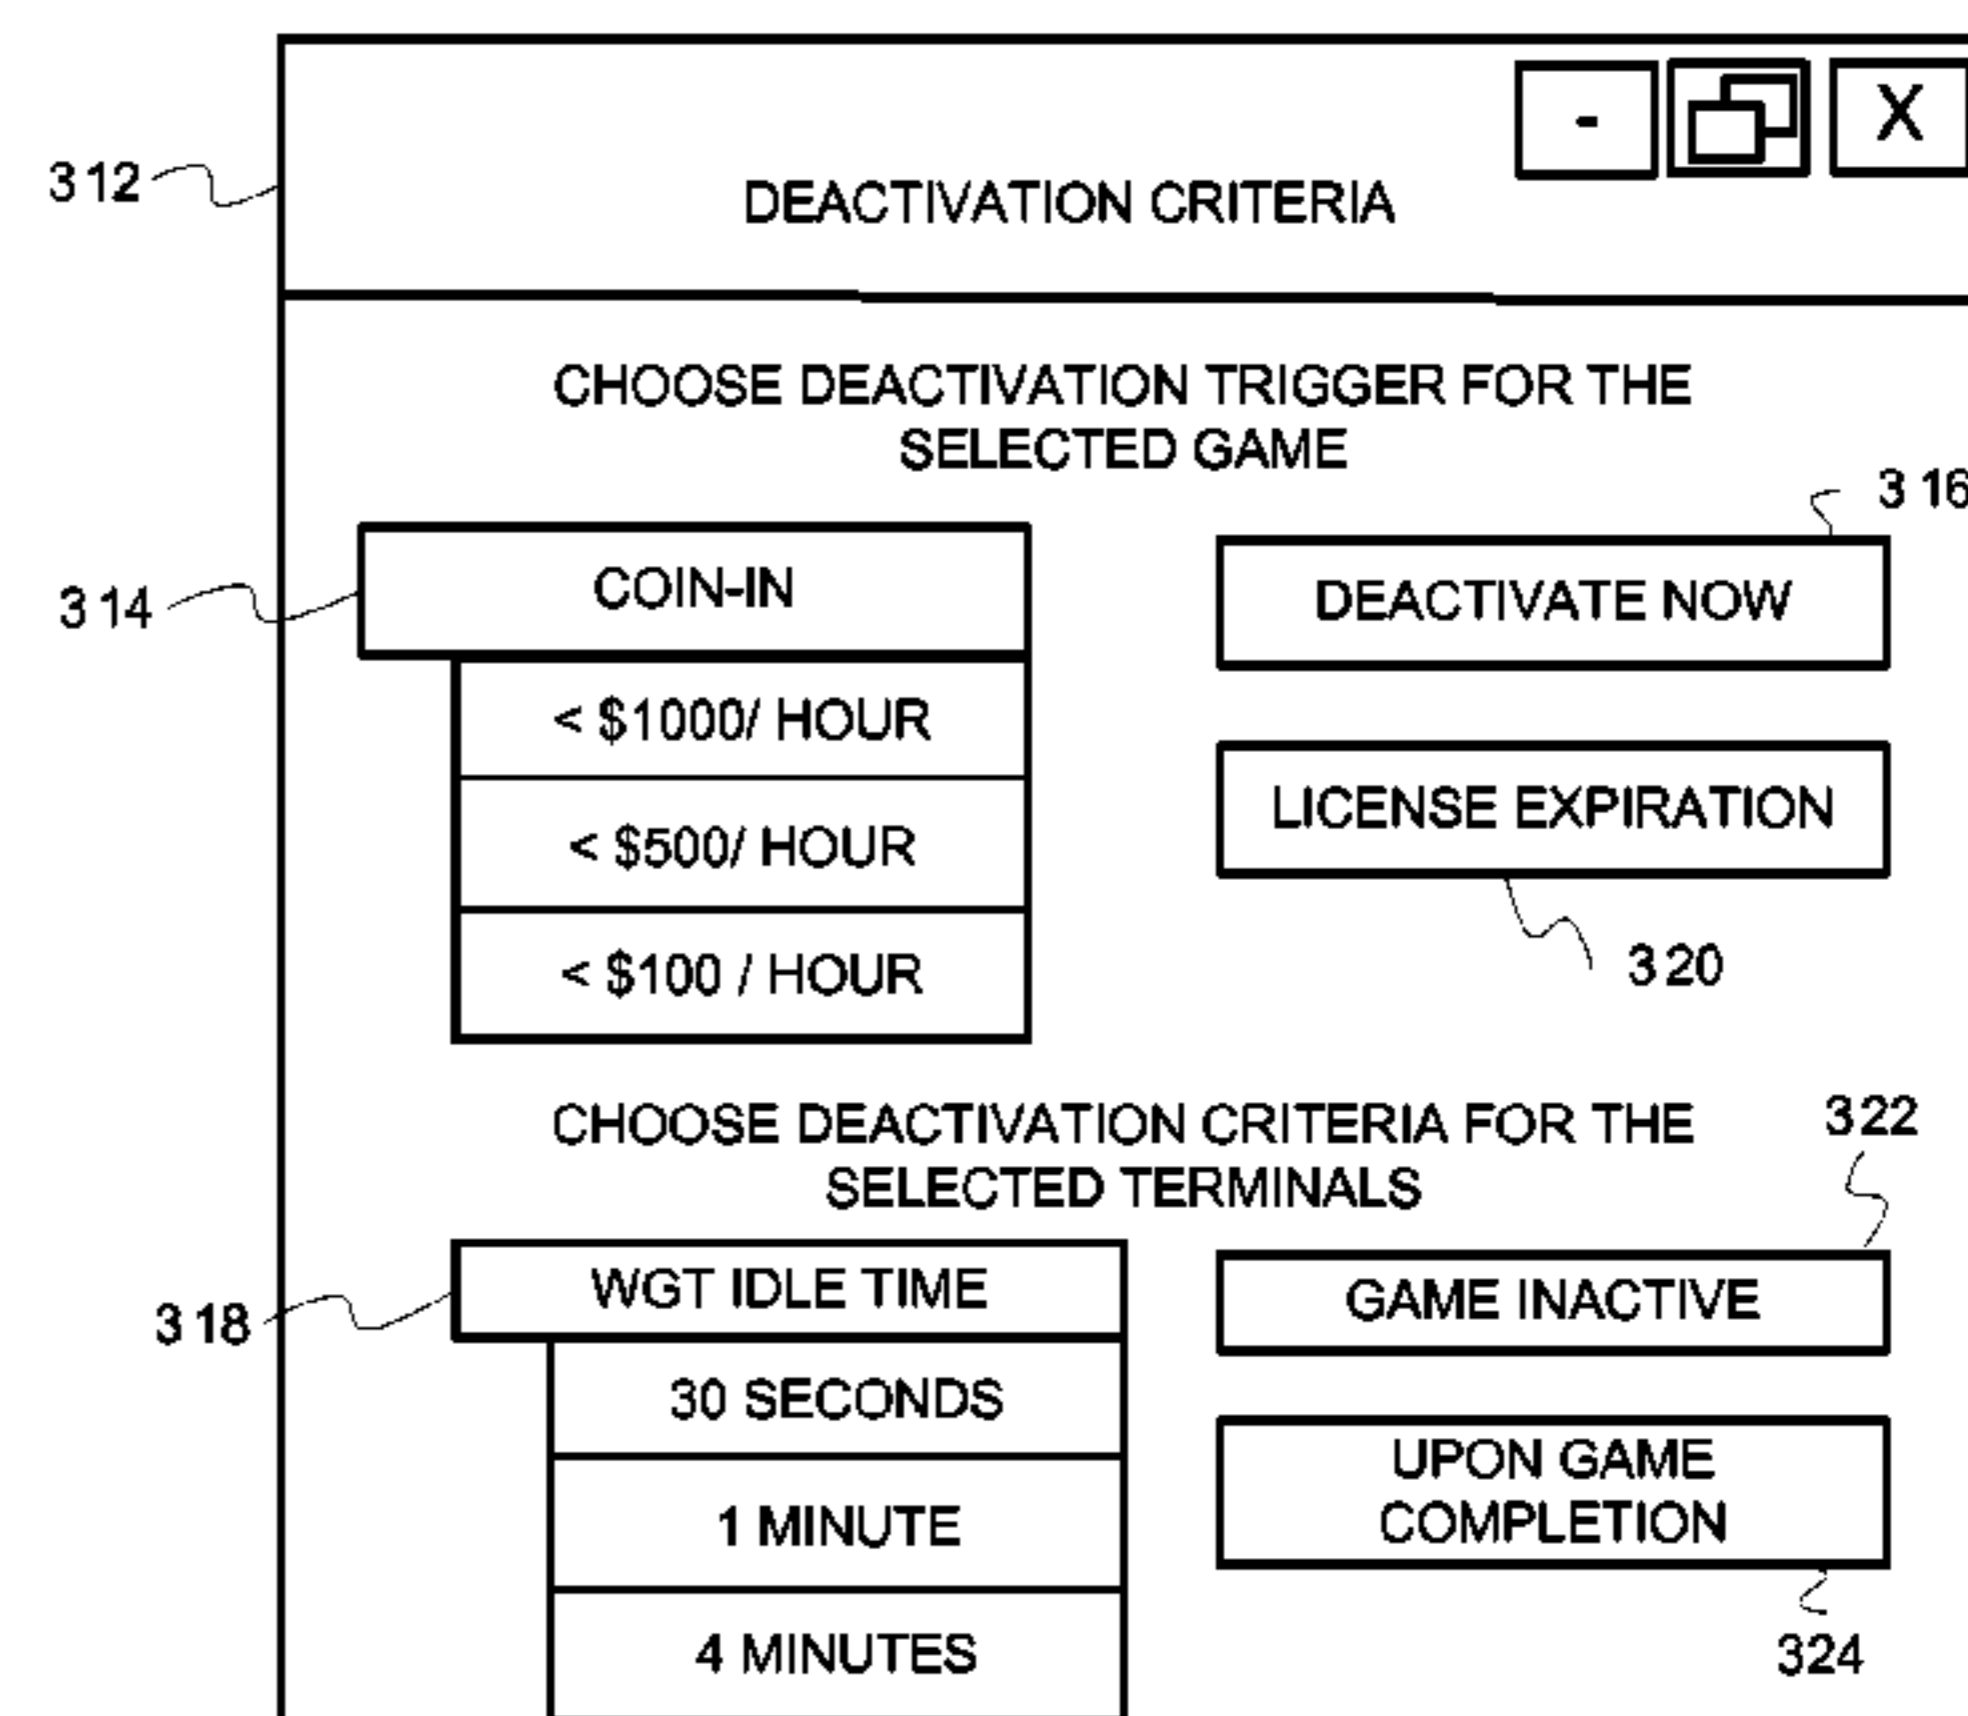 - X
312
DEACTIVATION CRITERIA
CHOOSE DEACTIVATION TRIGGER FOR THE
SELECTED GAME
316
314
COIN-IN
DEACTIVATE NOW
< $1000/ HOUR
< $500/ HOUR
< $100 / HOUR
LICENSE EXPIRATION
320
CHOOSE DEACTIVATION CRITERIA FOR THE
SELECTED TERMINALS
322
318
WGT IDLE TIME
30 SECONDS
1 MINUTE
4 MINUTES
GAME INACTIVE
UPON GAME
COMPLETION
324